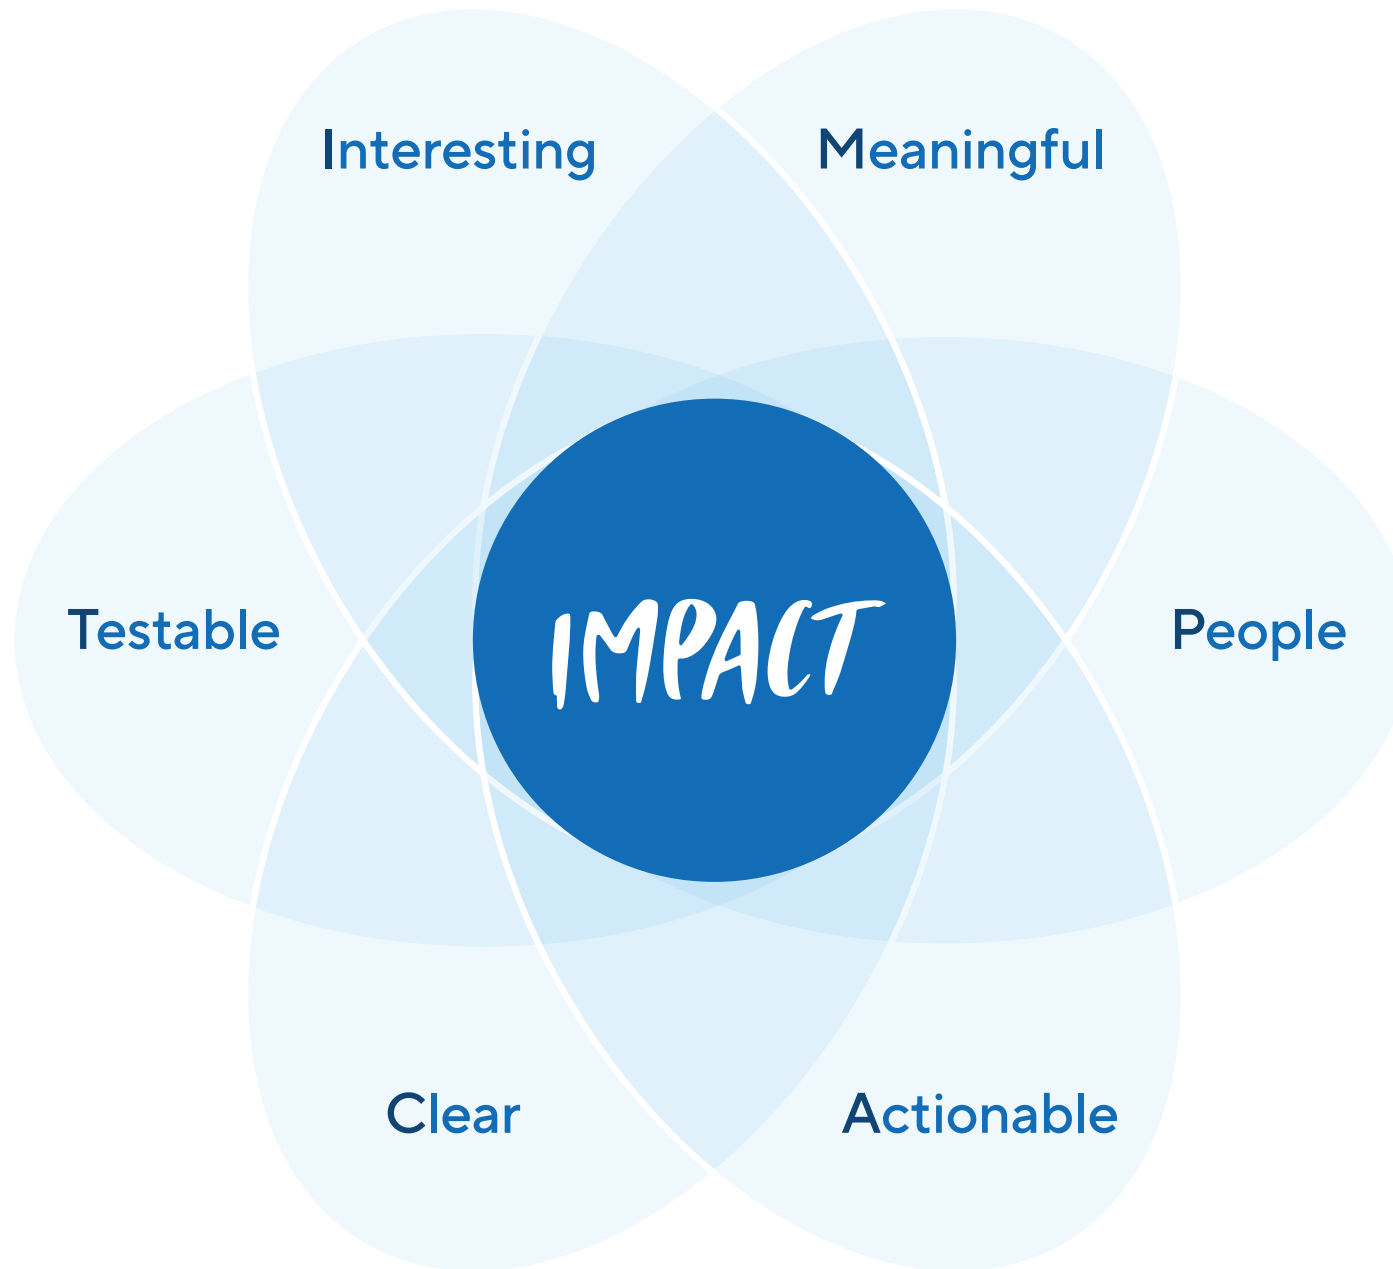 Interesting
Meaningful
Testable
IMPACT
People
Clear
Actionable